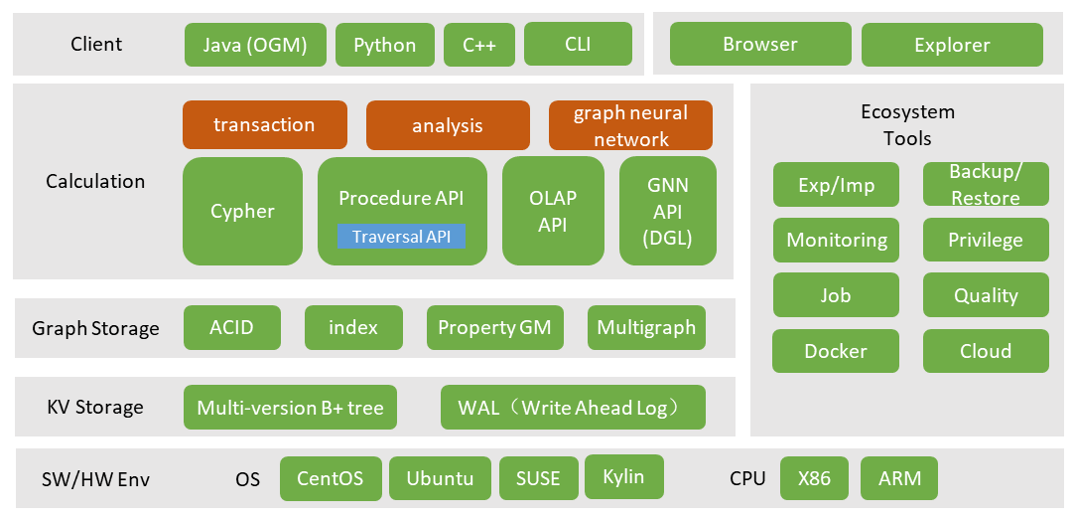 Client
Java (OGM)
Python
C++
CLI
Browser
Explorer
Calculation
transaction
analysis
graph neural
network
Cypher
Procedure API
Traversal API
OLAP
API
GNN
API
(DGL)
Ecosystem
Tools
Exp/Imp
Backup/
Restore
Monitoring
Privilege
Job
Quality
Docker
Cloud
Graph Storage
ACID
index
Property GM
Multigraph
KV Storage
Multi-version B+ tree
WAL（Write Ahead Log）
SW/HW Env
OS
CentOS
Ubuntu
SUSE
Kylin
CPU
X86
ARM